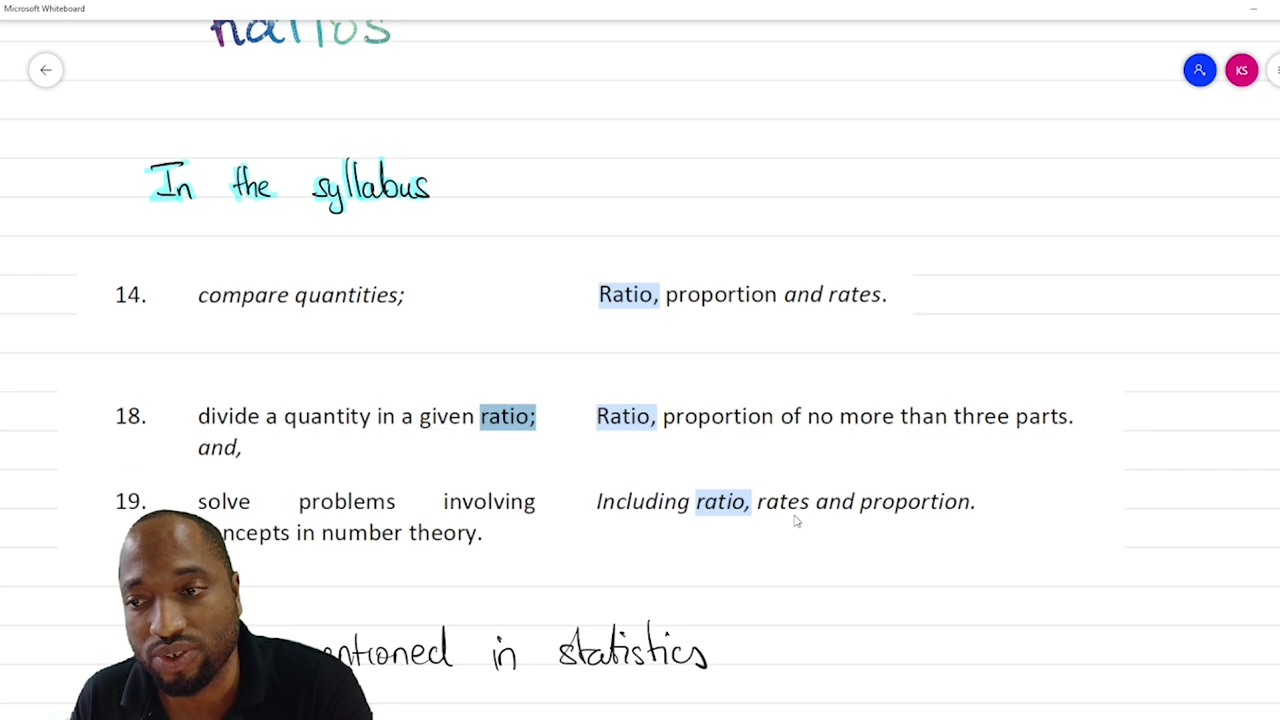 Microsoft Whiteboard
ratios
KS
In the syllabus
14. compare quantities; Ratio, proportion and rates.
18. divide a quantity in a given ratio; Ratio, proportion of no more than three parts.
and,
19. solve problems involving Including ratio, rates and proportion.
in number theory.
in statistics